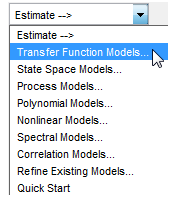 Estimate -->
Estimate -->
Transfer Function Models...
State Space Models...
Process Models...
Polynomial Models...
Nonlinear Models...
Spectral Models...
Correlation Models...
Refine Existing Models...
Quick Start